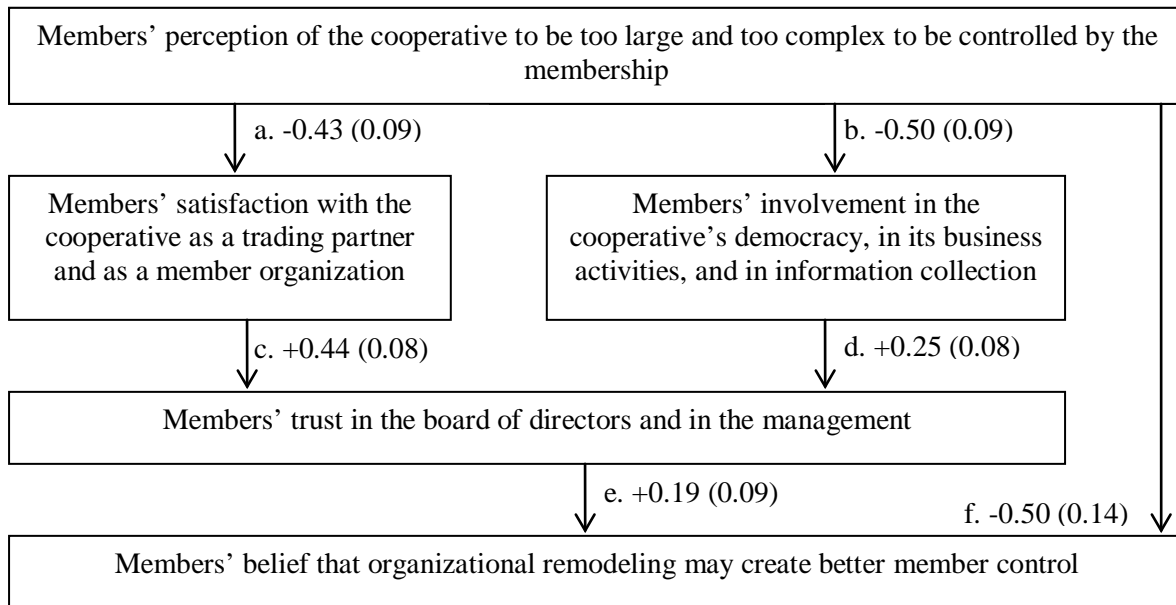 Members’ perception of the cooperative to be too large and too complex to be controlled by the
membership
a. -0.43 (0.09)
b. -0.50 (0.09)
Members’ satisfaction with the
cooperative as a trading partner
and as a member organization
Members’ involvement in the
cooperative’s democracy, in its business
activities, and in information collection
c. +0.44 (0.08)
d. +0.25 (0.08)
Members’ trust in the board of directors and in the management
e. +0.19 (0.09)
f. -0.50 (0.14)
Members’ belief that organizational remodeling may create better member control